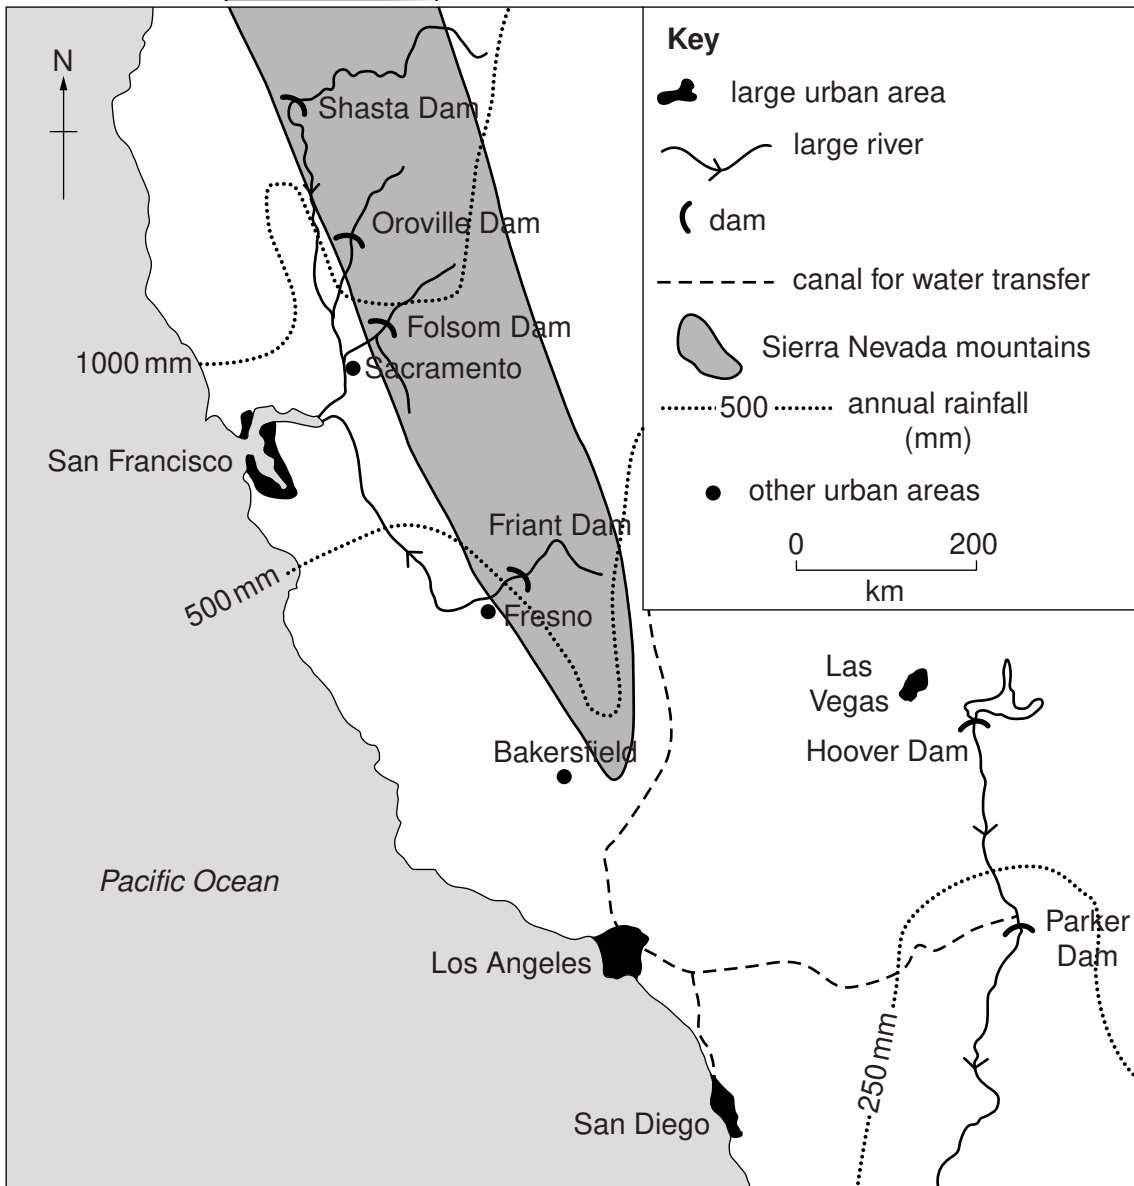 N
Shasta Dam
Oroville Dam
Folsom Dam
1000 mm
Sacramento
San Francisco
Friant Dam
500 mm
Fresno
Bakersfield
Pacific Ocean
Los Angeles
San Diego
Las
Vegas
Hoover Dam
Parker
Dam
250 mm
Key
large urban area
large river
dam
canal for water transfer
Sierra Nevada mountains
500
annual rainfall
(mm)
other urban areas
0 200
km